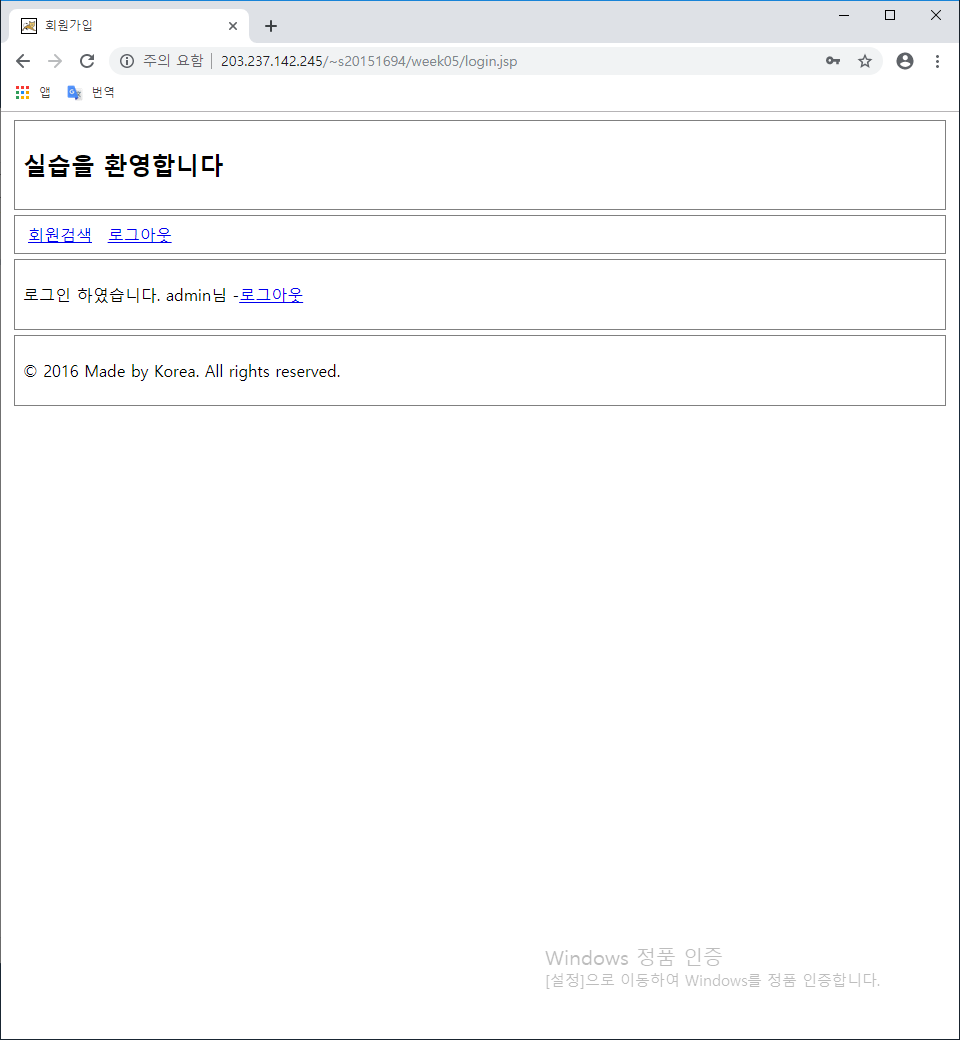 회원가입
주의 요함 | 203.237.142.245/~s20151694/week05/login.jsp
앱 번역
실습을 환영합니다
회원검색 로그아웃
로그인 하였습니다. admin님 -로그아웃
© 2016 Made by Korea. All rights reserved.
Windows 정품 인증
[설정]으로 이동하여 Windows를 정품 인증합니다.